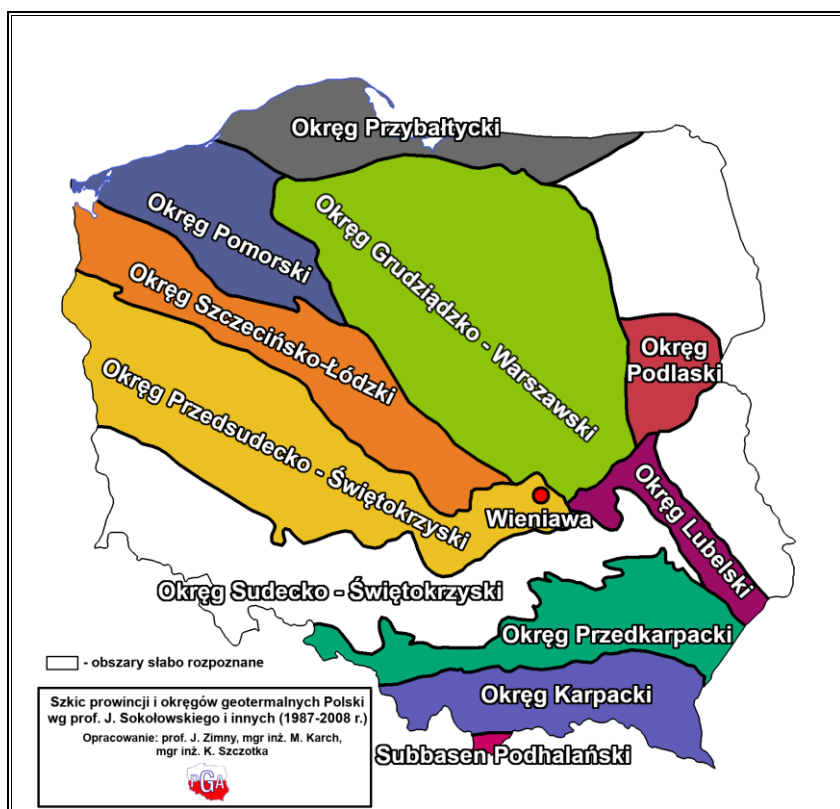 Okręg Przybałtycki
Okręg Pomorski
Okręg Grudziądzko - Warszawski
Okręg Szczecińsko-Łódzki
Okręg Podlaski
Okręg Przedsudecko - Świętokrzyski
Wieniawa
Okręg Lubelski
Okręg Sudecko - Świętokrzyski
Okręg Przedkarpacki
- obszary słabo rozpoznane
Okręg Karpacki
Subbasen Podhalański
Szkic prowincji i okręgów geotermalnych Polski
wg prof. J. Sokołowskiego i innych (1987-2008 r.)
Opracowanie: prof. J. Zimny, mgr inż. M. Karch,
mgr inż. K. Szczotka
PGA